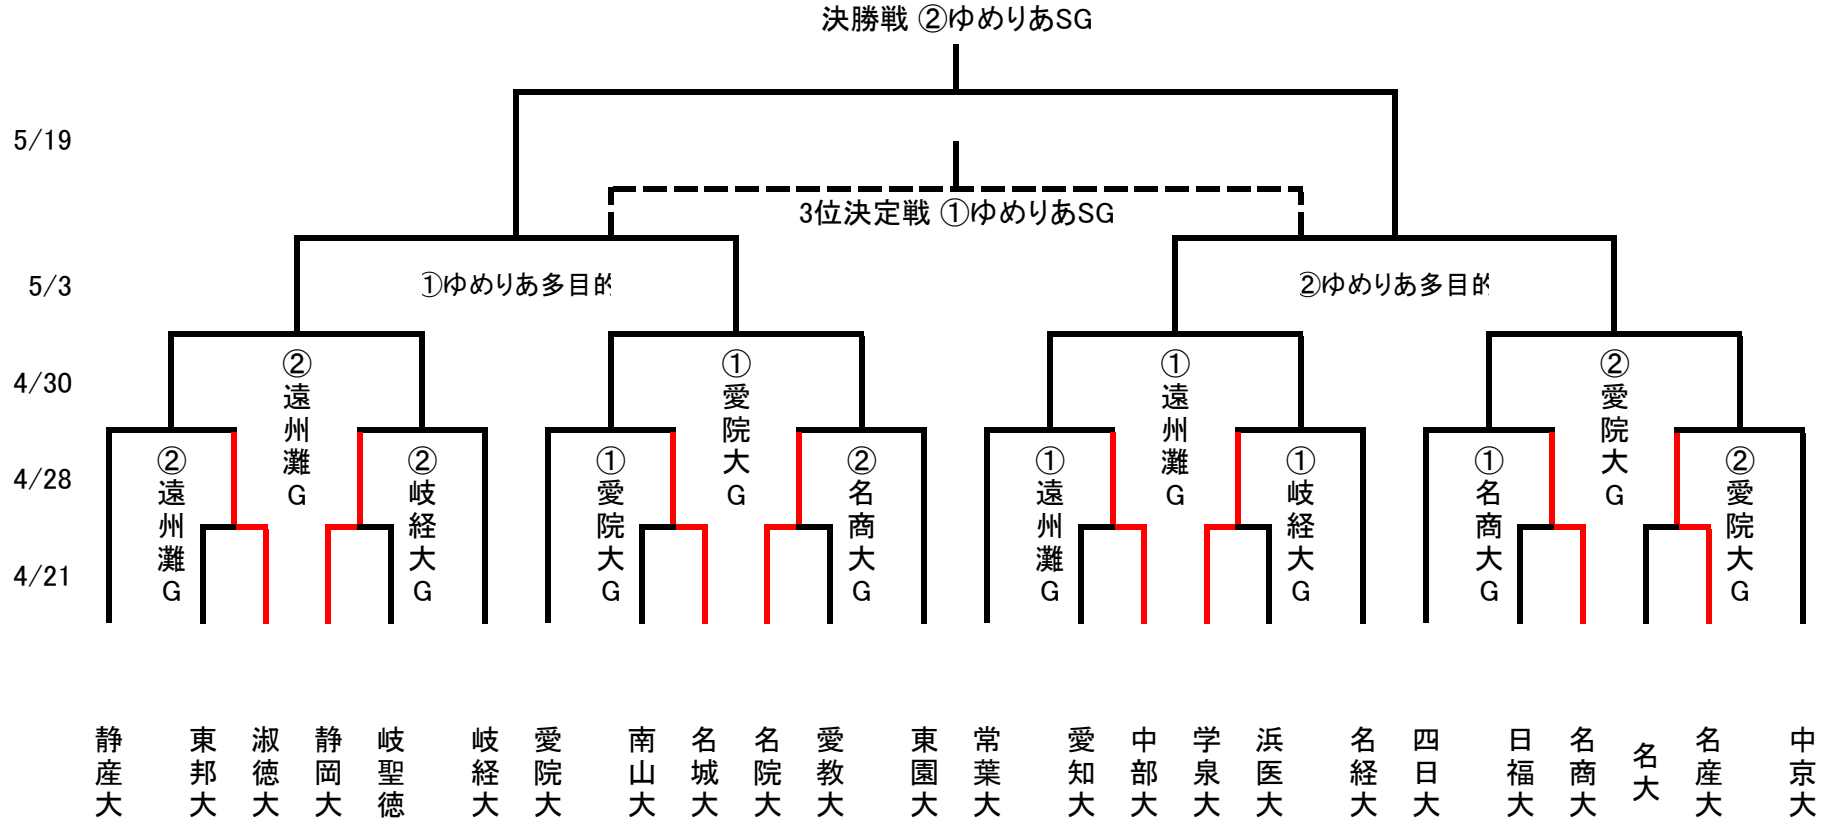 決勝戦 ②ゆめりあSG
5/19
3位決定戦 ①ゆめりあSG
5/3
①ゆめりあ多目的
②ゆめりあ多目的
4/30
②遠州灘G
①愛院大G
①遠州灘G
②愛院大G
4/28
②遠州灘G
②岐経大G
①愛院大G
②名商大G
①遠州灘G
①岐経大G
①名商大G
②愛院大G
4/21
静産大
東邦大
淑徳大
静岡大
岐聖徳
岐経大
愛院大
南山大
名城大
名院大
愛教大
東園大
常葉大
愛知大
中部大
学泉大
浜医大
名経大
四日大
日福大
名商大
名大
名産大
中京大